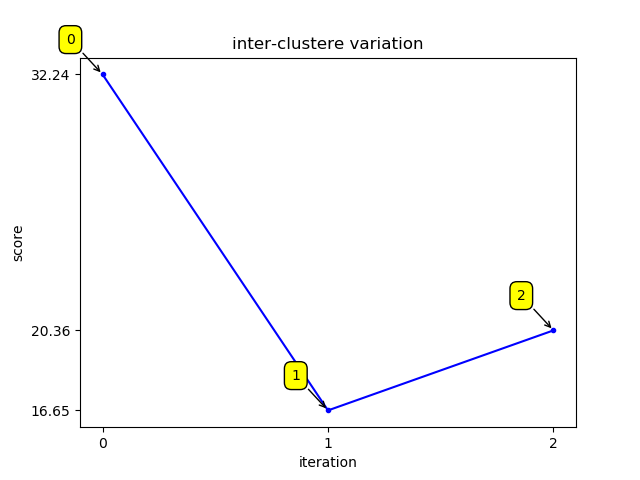 inter-clustere variation
0
32.24
score
2
20.36
1
16.65
0 1 2
iteration